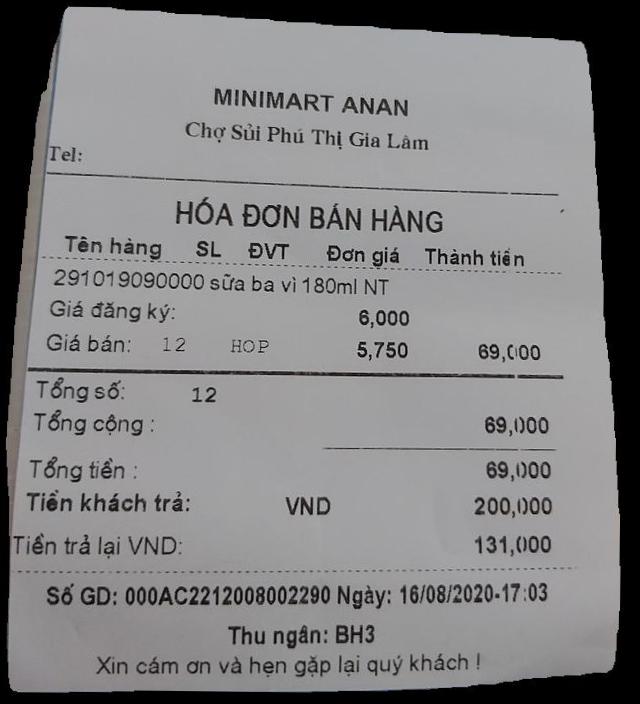 MINIMART ANAN
Chợ Sủi Phú Thị Gia Lâm
Tel:
HÓA ĐƠN BÁN HÀNG
Tên hàng SL ĐVT Đơn giá Thành tiền
291019090000 sữa ba vì 180ml NT
Giá đăng ký: 6,000
Giá bán: 12 HOP 5,750 69,000
Tổng số: 12
Tổng cộng : 69,000
Tổng tiền : 69,000
Tiền khách trả: VND 200,000
Tiền trả lại VND: 131,000
Số GD: 000AC2212008002290 Ngày: 16/08/2020-17:03
Thu ngân: BH3
Xin cám ơn và hẹn gặp lại quý khách !